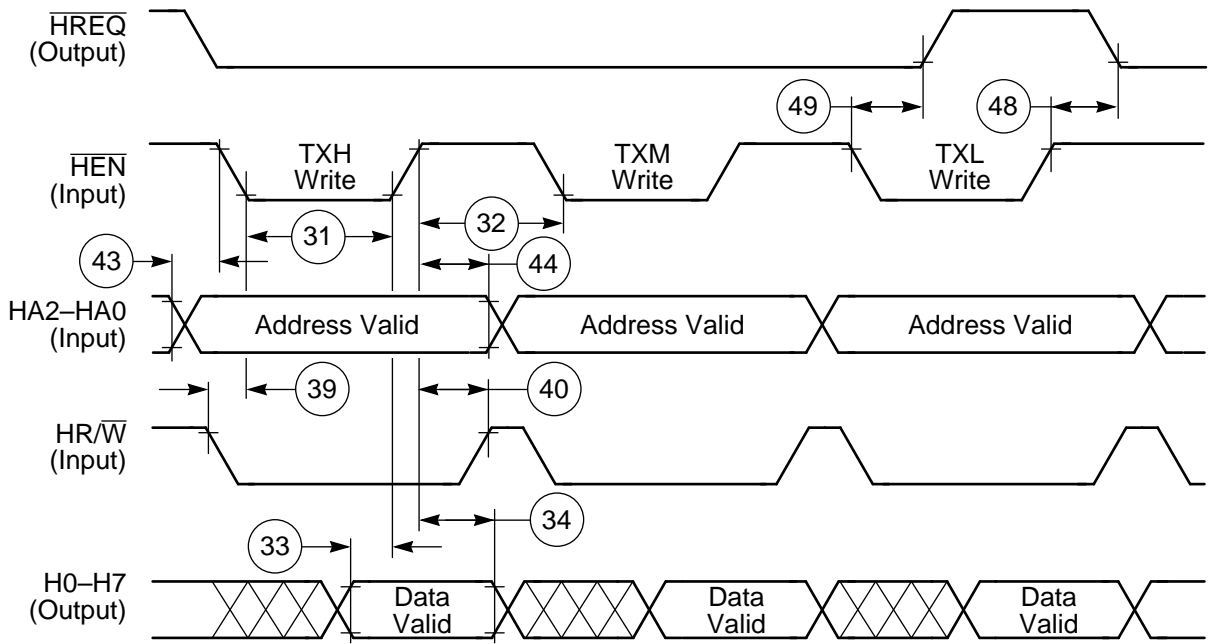 HREQ
(Output)
49
48
HEN
(Input)
TXH
Write
TXM
Write
TXL
Write
31
32
43
44
HA2–HA0
(Input)
Address Valid
Address Valid
Address Valid
39
40
HR/W
(Input)
33
34
H0–H7
(Output)
Data
Valid
Data
Valid
Data
Valid